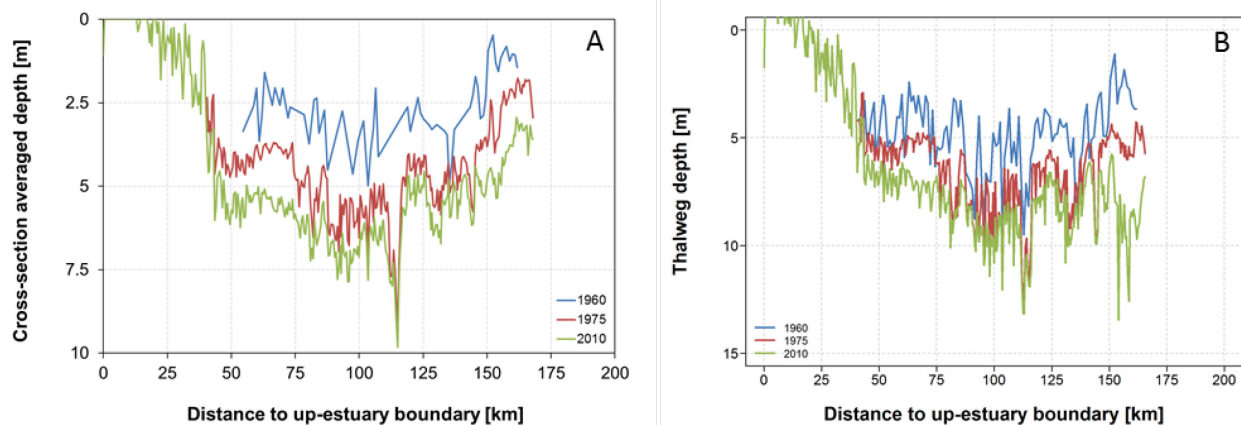 A
Cross-section averaged depth [m]
0
2.5
5
7.5
10
1960
1975
2010
0 25 50 75 100 125 150 175 200
Distance to up-estuary boundary [km]
B
Thalweg depth [m]
0
5
10
15
1960
1975
2010
0 25 50 75 100 125 150 175 200
Distance to up-estuary boundary [km]